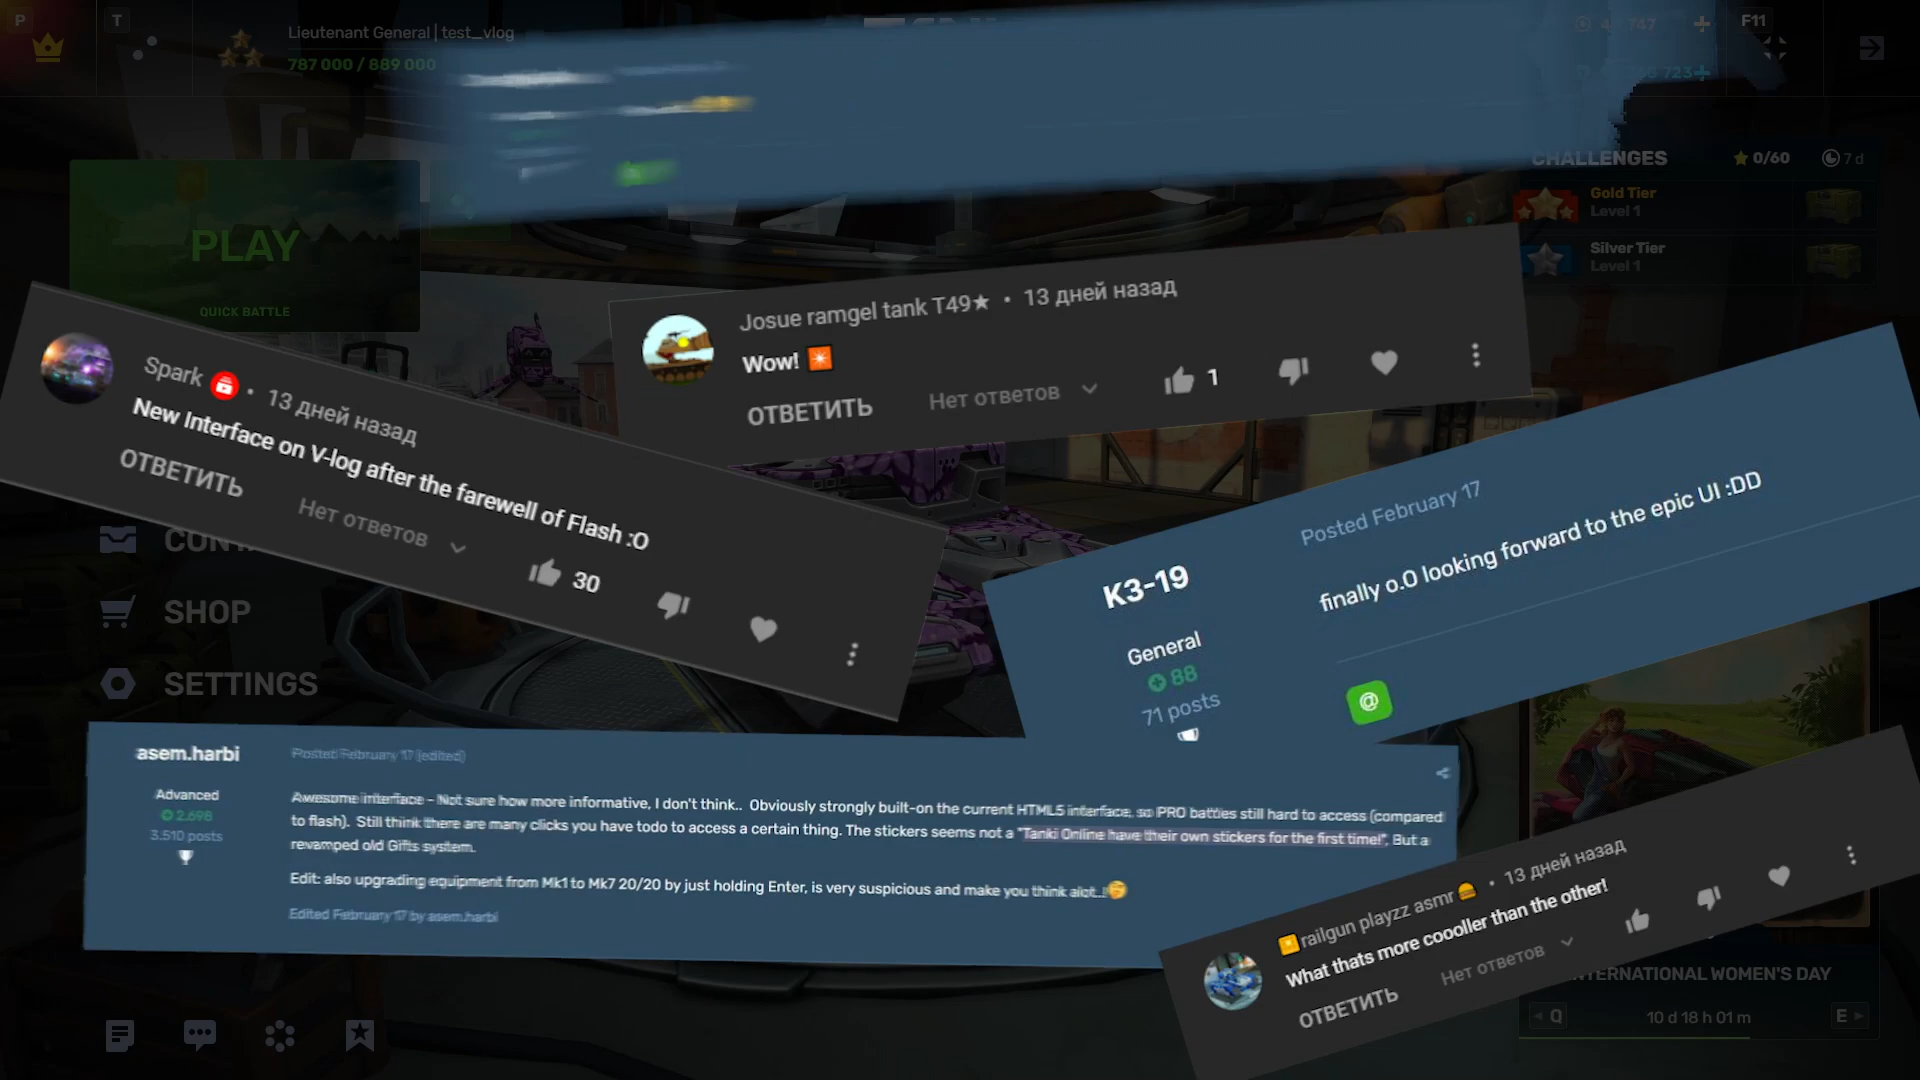 P
T
Lieutenant General | test_vlog
787 000 / 889 000
F11
CHALLENGES
0/60
7 d
Gold Tier
Level 1
Silver Tier
Level 1
PLAY
QUICK BATTLE
Josue ramgel tank T49★ • 13 дней назад
Wow!
ОТВЕТИТЬ
Нет ответов
1
Spark • 13 дней назад
New Interface on V-log after the farewell of Flash :O
ОТВЕТИТЬ
Нет ответов
30
K3-19
General
88
71 posts
Posted February 17
finally o.O looking forward to the epic UI :DD
@
SHOP
SETTINGS
asem.harbi
Advanced
2.698
3.510 posts
Posted February 17 (edited)
Awesome interface - Not sure how more informative, I don't think.. Obviously strongly built-on the current HTML5 interface, so PRO battles still hard to access (compared
to flash). Still think there are many clicks you have todo to access a certain thing. The stickers seems not a "Tanki Online have their own stickers for the first time!", But a
revamped old Gifts system.
Edit: also upgrading equipment from Mk1 to Mk7 20/20 by just holding Enter, is very suspicious and make you think alot..!
Edited February 17 by asem.harbi
railgun playzz asmr • 13 дней назад
What thats more coooller than the other!
ОТВЕТИТЬ
Нет ответов
INTERNATIONAL WOMEN'S DAY
Q
10 d 18 h 01 m
E